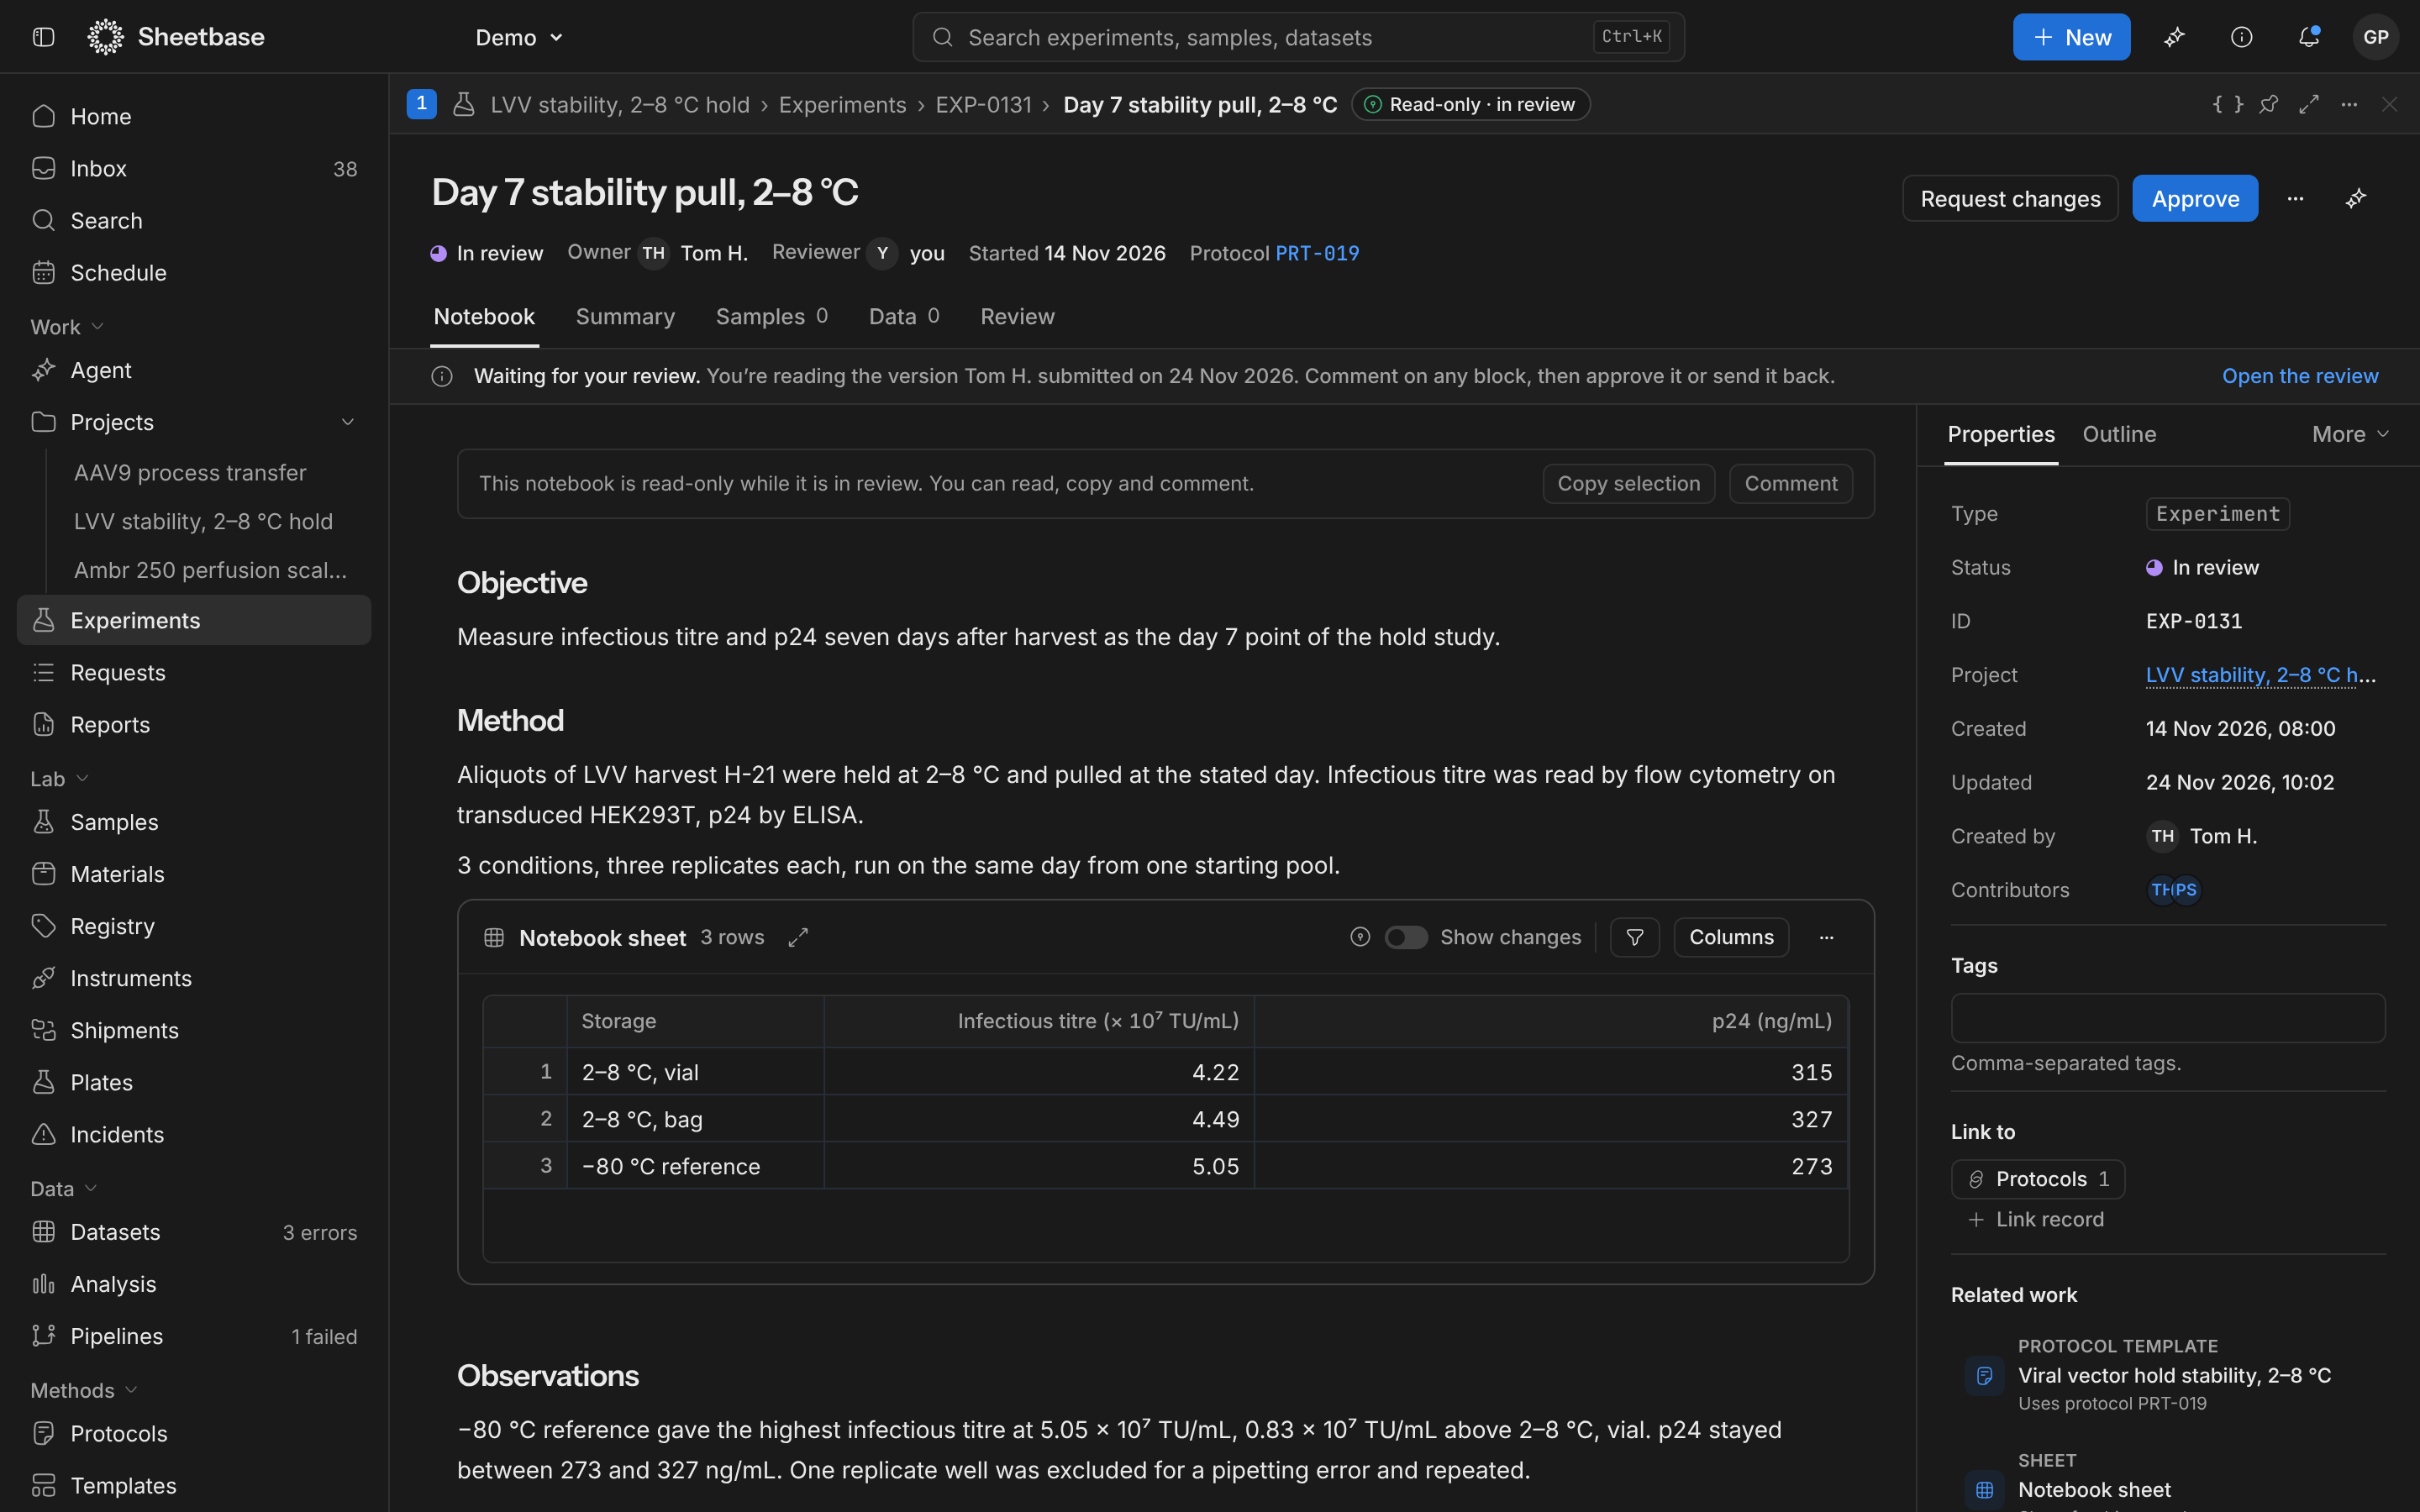 Sheetbase
Demo
Search experiments, samples, datasets
Ctrl+K
New
GP
Home
Inbox 38
Search
Schedule
Work
Agent
Projects
AAV9 process transfer
LVV stability, 2–8 °C hold
Ambr 250 perfusion scal...
Experiments
Requests
Reports
Lab
Samples
Materials
Registry
Instruments
Shipments
Plates
Incidents
Data
Datasets 3 errors
Analysis
Pipelines 1 failed
Methods
Protocols
Templates
1 LVV stability, 2–8 °C hold › Experiments › EXP-0131 › Day 7 stability pull, 2–8 °C Read-only · in review
Day 7 stability pull, 2–8 °C
Request changes
Approve
In review Owner TH Tom H. Reviewer Y you Started 14 Nov 2026 Protocol PRT-019
Notebook Summary Samples 0 Data 0 Review
Waiting for your review. You’re reading the version Tom H. submitted on 24 Nov 2026. Comment on any block, then approve it or send it back.
Open the review
This notebook is read-only while it is in review. You can read, copy and comment.
Copy selection
Comment
Objective
Measure infectious titre and p24 seven days after harvest as the day 7 point of the hold study.
Method
Aliquots of LVV harvest H-21 were held at 2–8 °C and pulled at the stated day. Infectious titre was read by flow cytometry on
transduced HEK293T, p24 by ELISA.
3 conditions, three replicates each, run on the same day from one starting pool.
Notebook sheet 3 rows
Show changes
Columns
Storage Infectious titre (× 10⁷ TU/mL) p24 (ng/mL)
1 2–8 °C, vial 4.22 315
2 2–8 °C, bag 4.49 327
3 −80 °C reference 5.05 273
Observations
−80 °C reference gave the highest infectious titre at 5.05 × 10⁷ TU/mL, 0.83 × 10⁷ TU/mL above 2–8 °C, vial. p24 stayed
between 273 and 327 ng/mL. One replicate well was excluded for a pipetting error and repeated.
Properties Outline More
Type Experiment
Status In review
ID EXP-0131
Project LVV stability, 2–8 °C h...
Created 14 Nov 2026, 08:00
Updated 24 Nov 2026, 10:02
Created by TH Tom H.
Contributors TH PS
Tags
Comma-separated tags.
Link to
Protocols 1
Link record
Related work
PROTOCOL TEMPLATE
Viral vector hold stability, 2–8 °C
Uses protocol PRT-019
SHEET
Notebook sheet